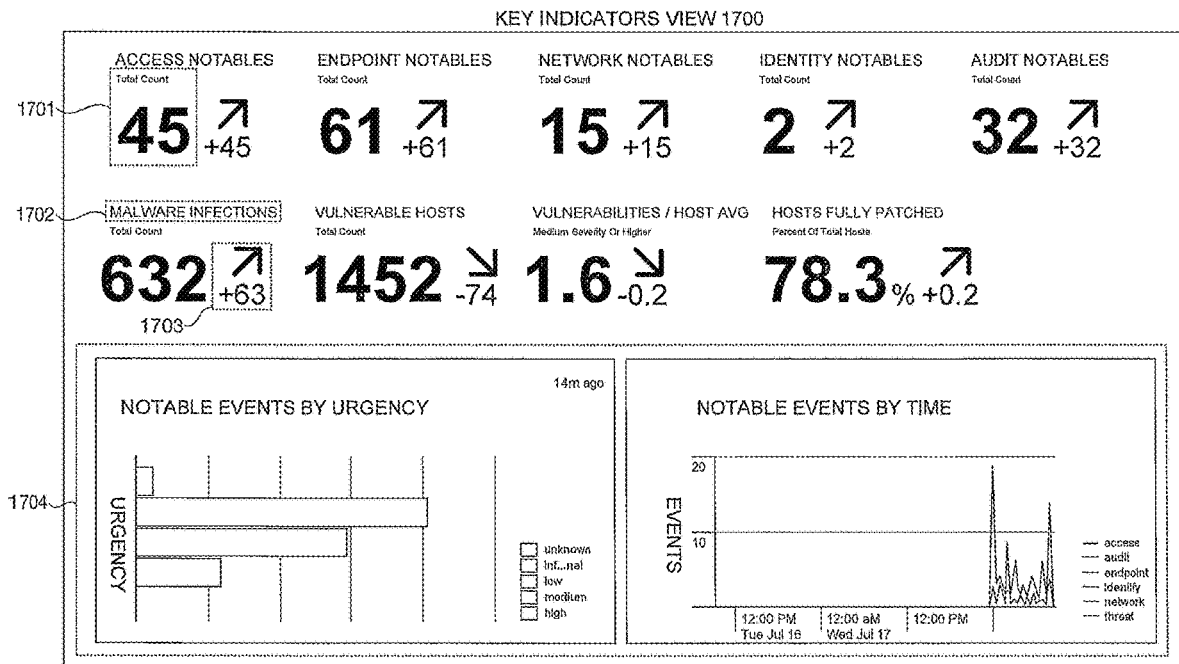 KEY INDICATORS VIEW 1700
ACCESS NOTABLES
Total Count
45 +45
ENDPOINT NOTABLES
Total Count
61 +61
NETWORK NOTABLES
Total Count
15 +15
IDENTITY NOTABLES
Total Count
2 +2
AUDIT NOTABLES
Total Count
32 +32
1701
1702
MALWARE INFECTIONS
Total Count
632 +63
1703
VULNERABLE HOSTS
Total Count
1452 -74
VULNERABILITIES / HOST AVG
Medium Severity Or Higher
1.6 -0.2
HOSTS FULLY PATCHED
Percent Of Total Hosts
78.3 % +0.2
1704
14m ago
NOTABLE EVENTS BY URGENCY
URGENCY
unknown
inf...nal
low
medium
high
NOTABLE EVENTS BY TIME
EVENTS
20
10
12:00 PM
Tue Jul 16
12:00 aM
Wed Jul 17
12:00 PM
access
audit
endpoint
identify
network
threat